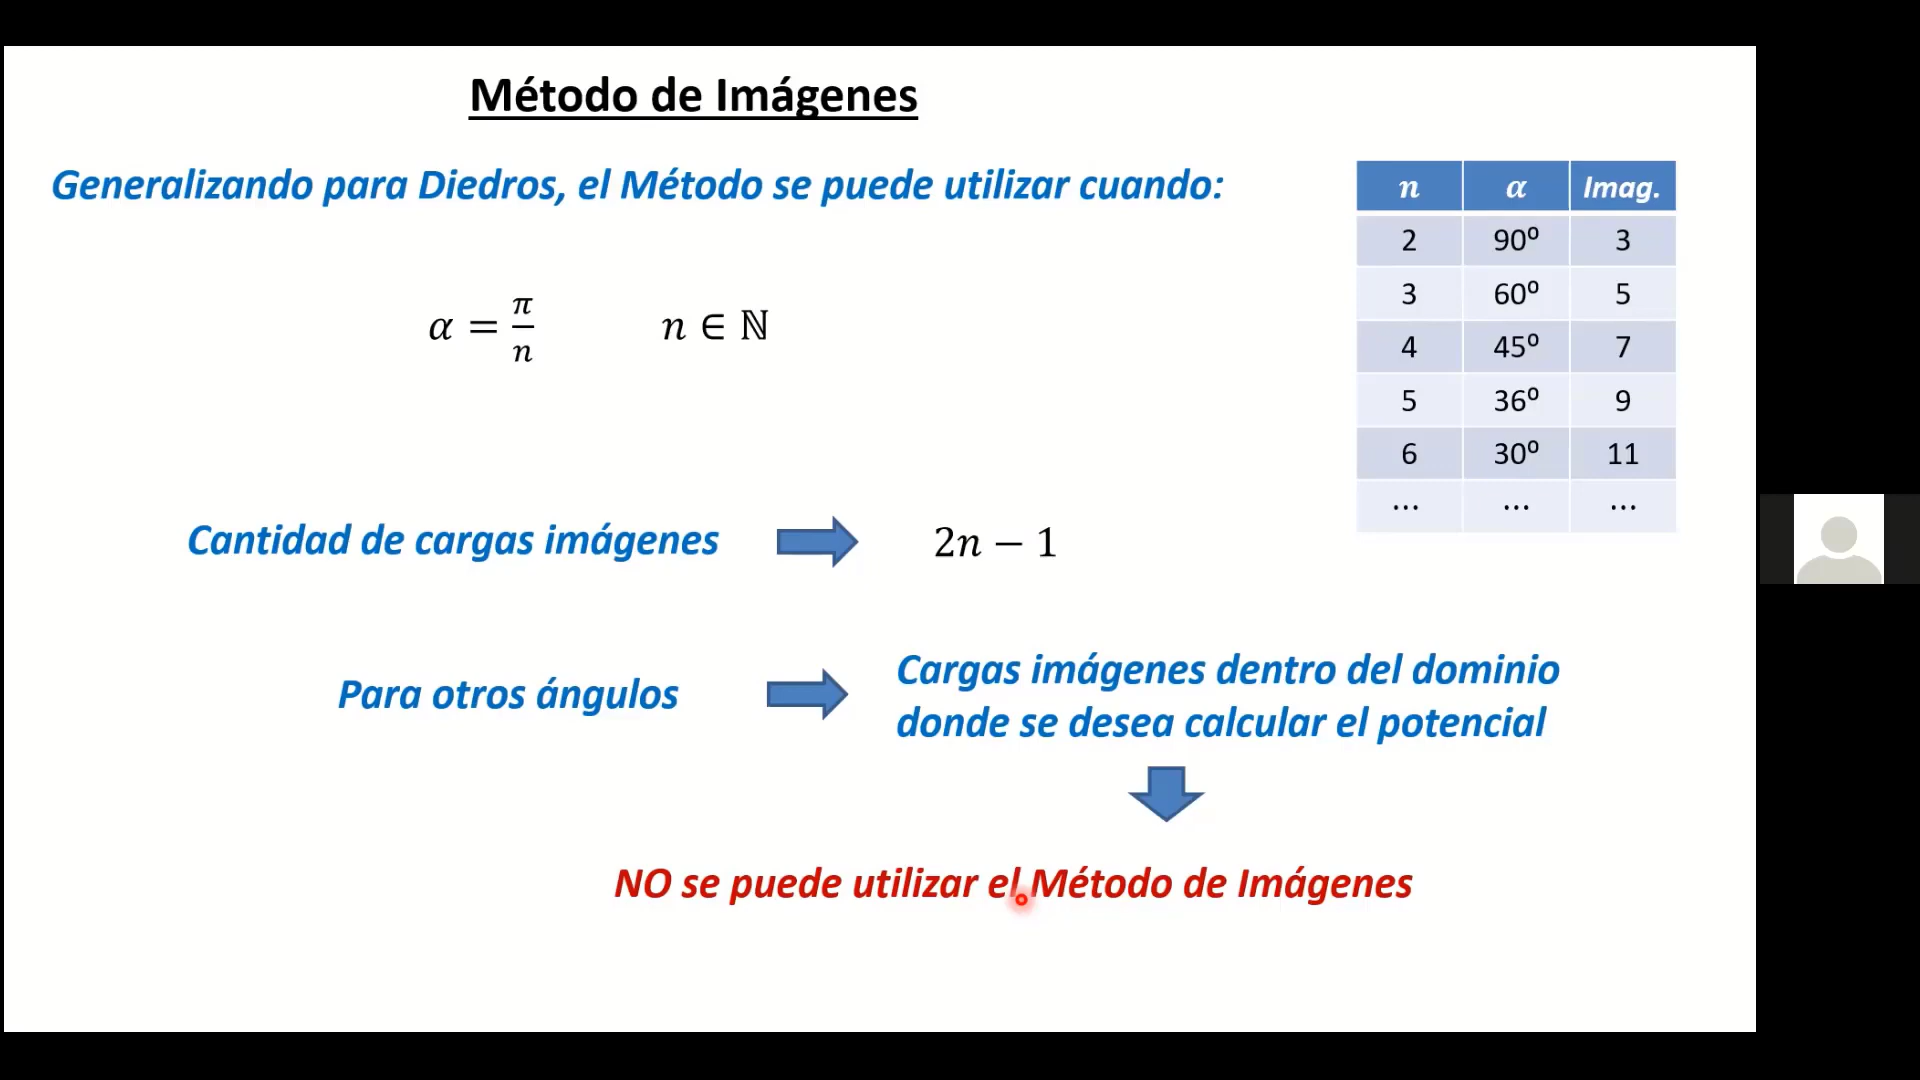 Método de Imágenes
Generalizando para Diedros, el Método se puede utilizar cuando:
α = π/n    n ∈ ℕ
n α Imag.
2 90º 3
3 60º 5
4 45º 7
5 36º 9
6 30º 11
... ... ...
Cantidad de cargas imágenes    2n − 1
Para otros ángulos
Cargas imágenes dentro del dominio
donde se desea calcular el potencial
NO se puede utilizar el Método de Imágenes